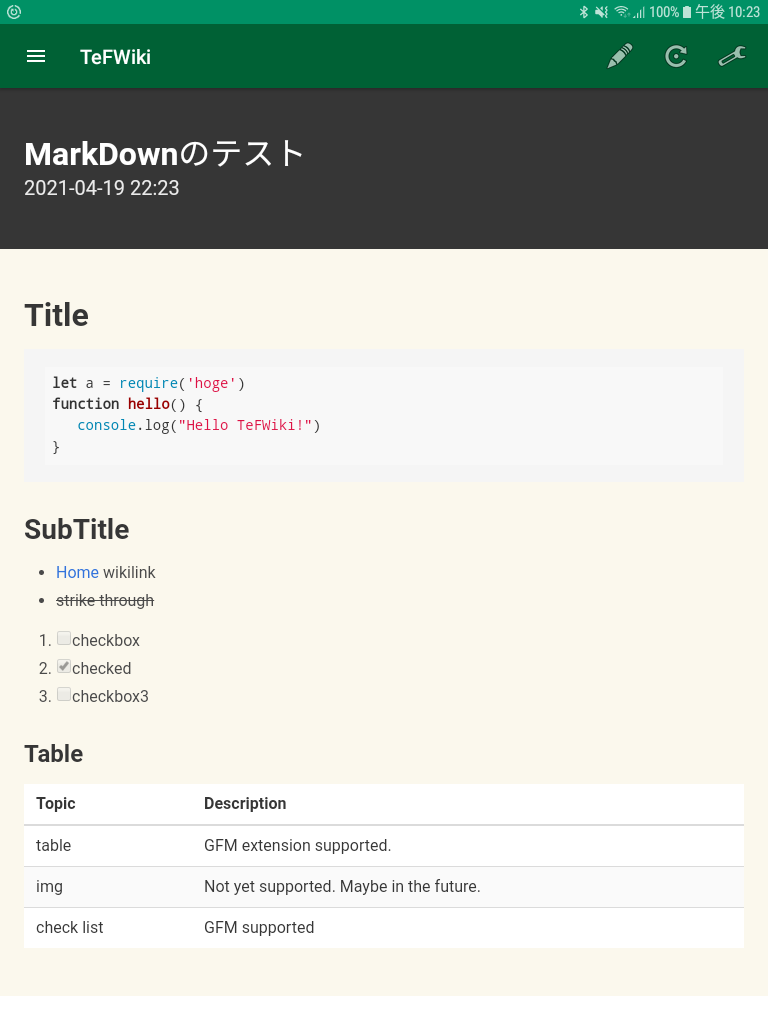 100% 午後 10:23
TeFWiki
MarkDownのテスト
2021-04-19 22:23
Title
let a = require('hoge')
function hello() {
   console.log("Hello TeFWiki!")
}
SubTitle
• Home wikilink
• strike through
1. checkbox
2. checked
3. checkbox3
Table
Topic Description
table GFM extension supported.
img Not yet supported. Maybe in the future.
check list GFM supported